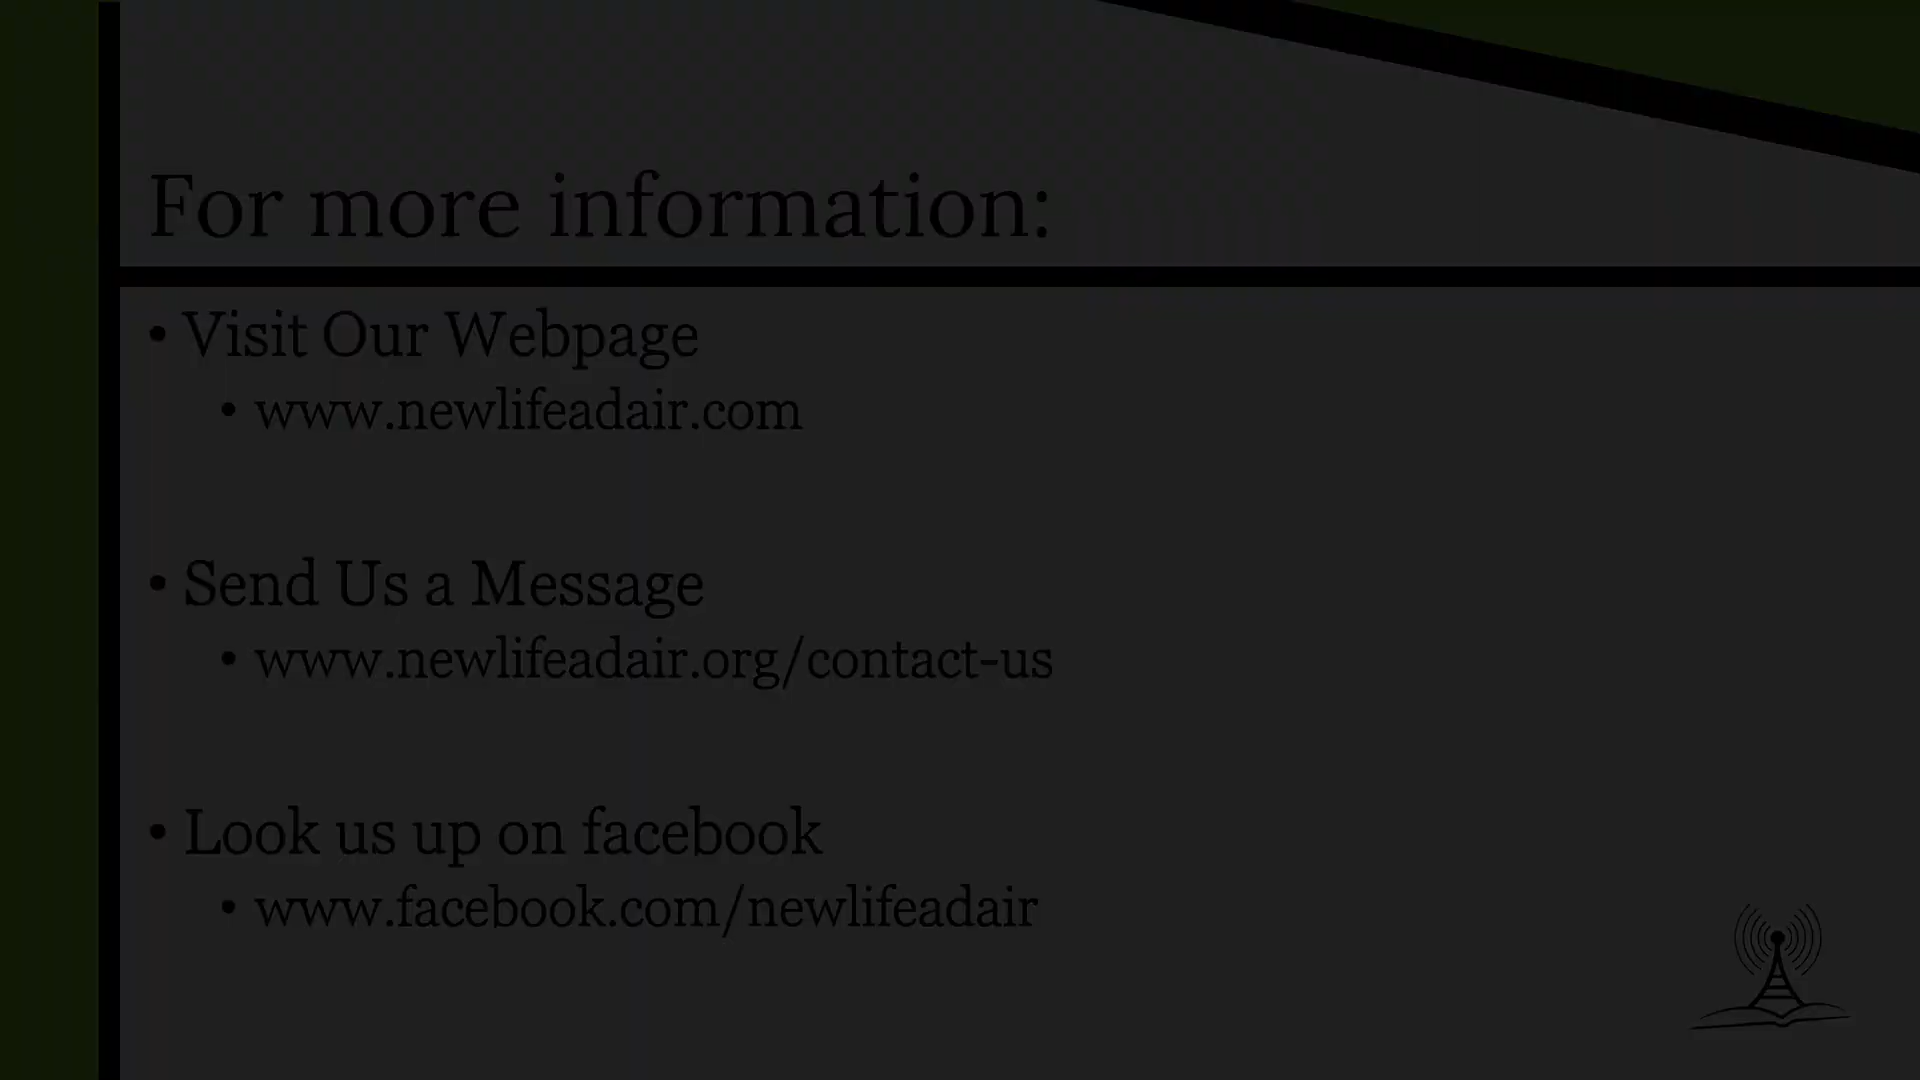 For more information:
• Visit Our Webpage
• www.newlifeadair.com
• Send Us a Message
• www.newlifeadair.org/contact-us
• Look us up on facebook
• www.facebook.com/newlifeadair